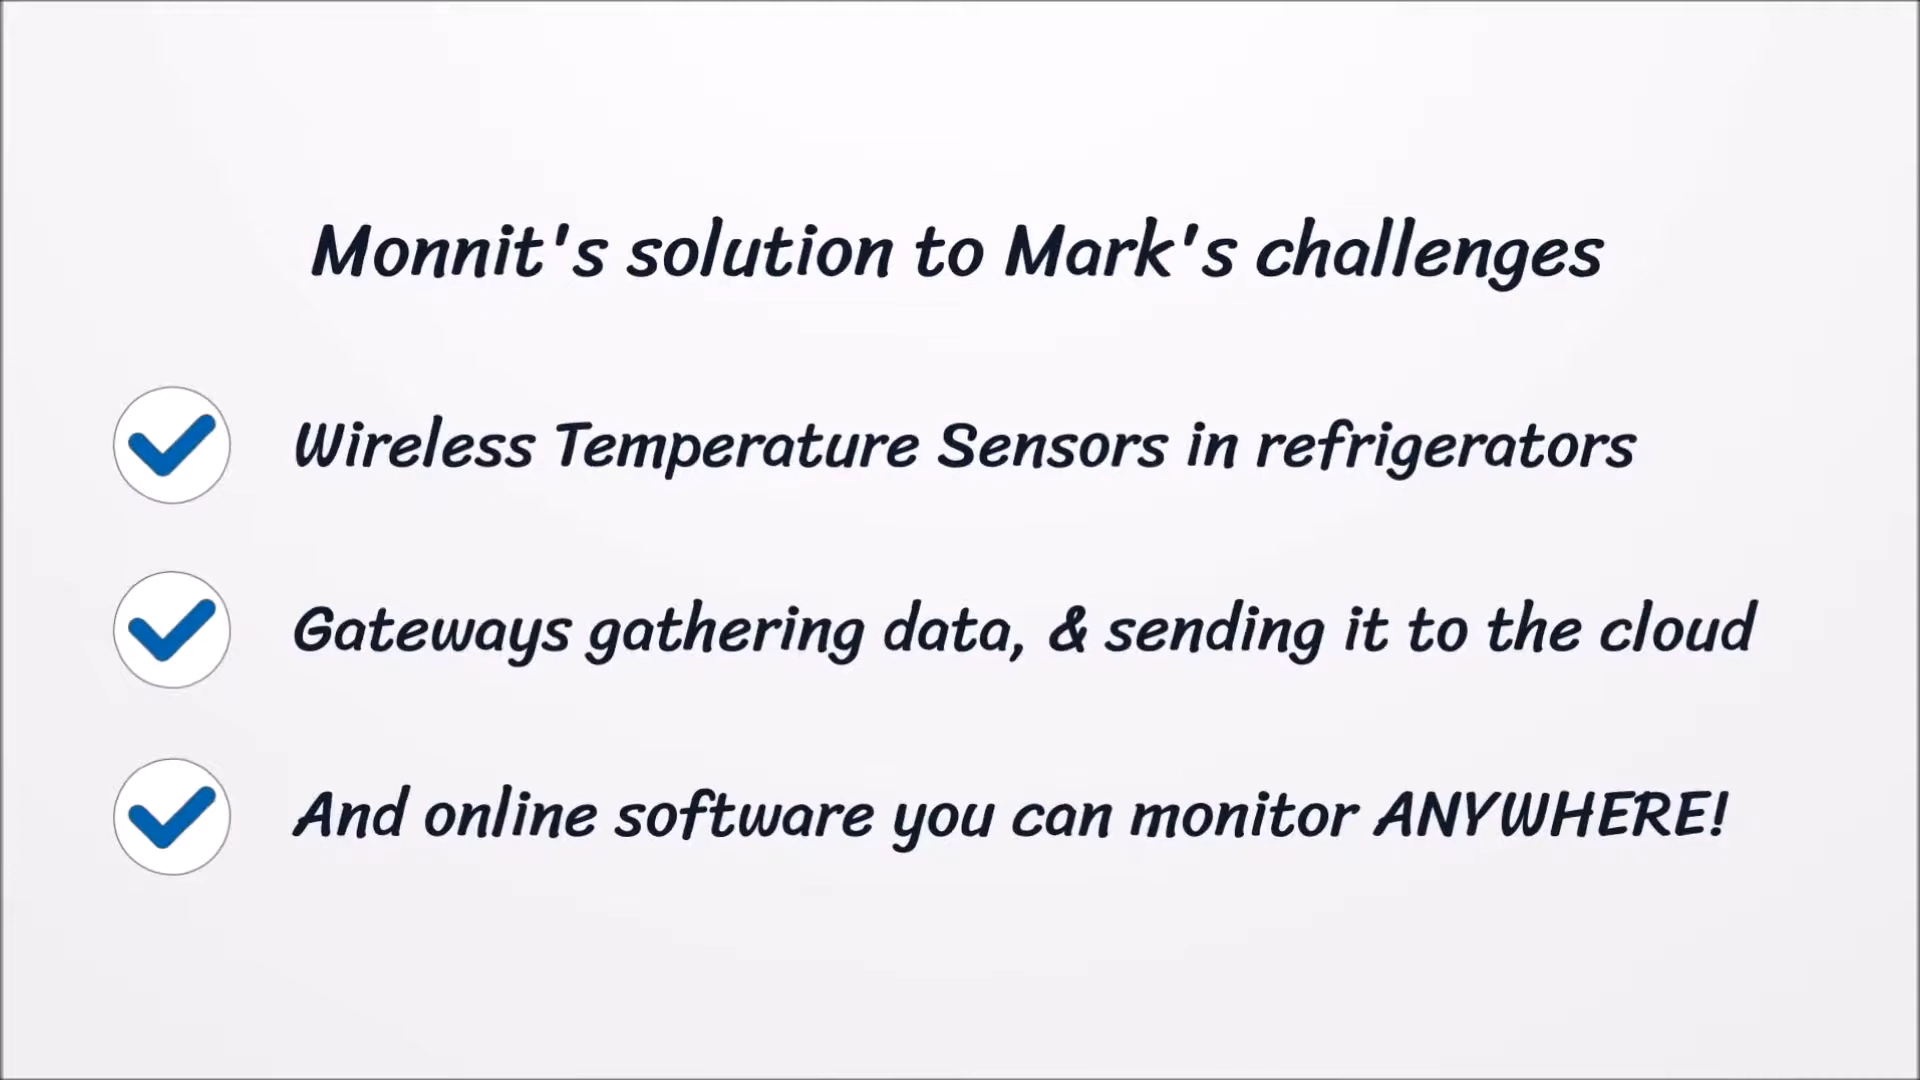 Monnit's solution to Mark's challenges
Wireless Temperature Sensors in refrigerators
Gateways gathering data, & sending it to the cloud
And online software you can monitor ANYWHERE!